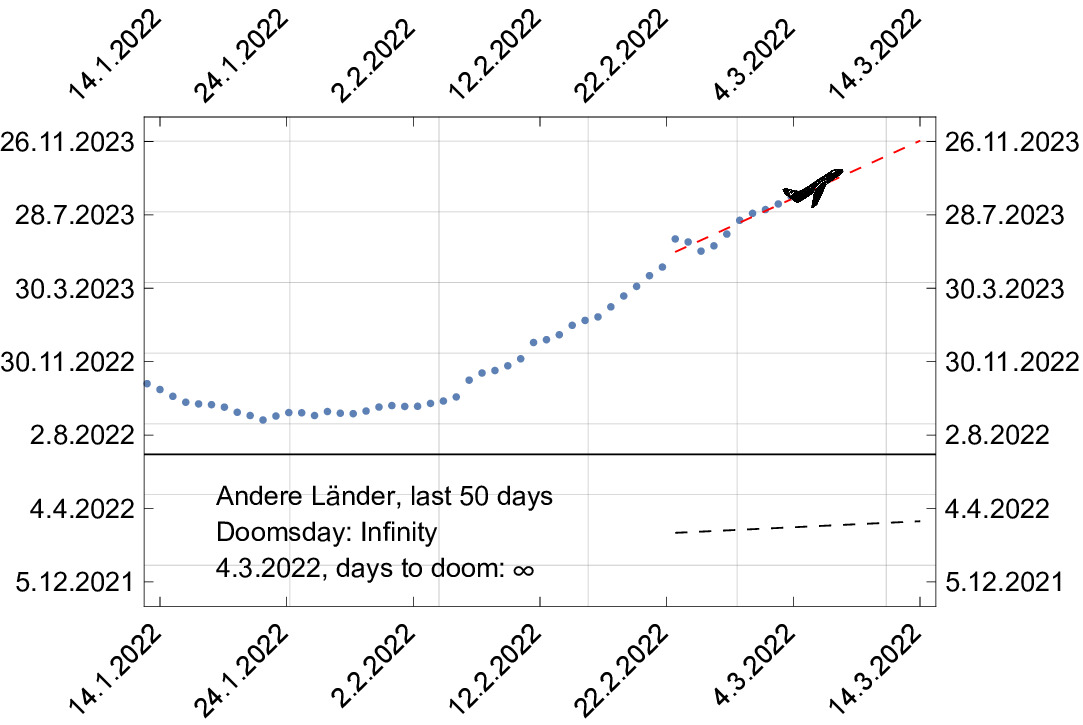 14.1.2022 24.1.2022 2.2.2022 12.2.2022 22.2.2022 4.3.2022 14.3.2022
26.11.2023 26.11.2023
28.7.2023 28.7.2023
30.3.2023 30.3.2023
30.11.2022 30.11.2022
2.8.2022 2.8.2022
Andere Länder, last 50 days
4.4.2022 4.4.2022
Doomsday: Infinity
4.3.2022, days to doom: ∞
5.12.2021 5.12.2021
14.1.2022 24.1.2022 2.2.2022 12.2.2022 22.2.2022 4.3.2022 14.3.2022